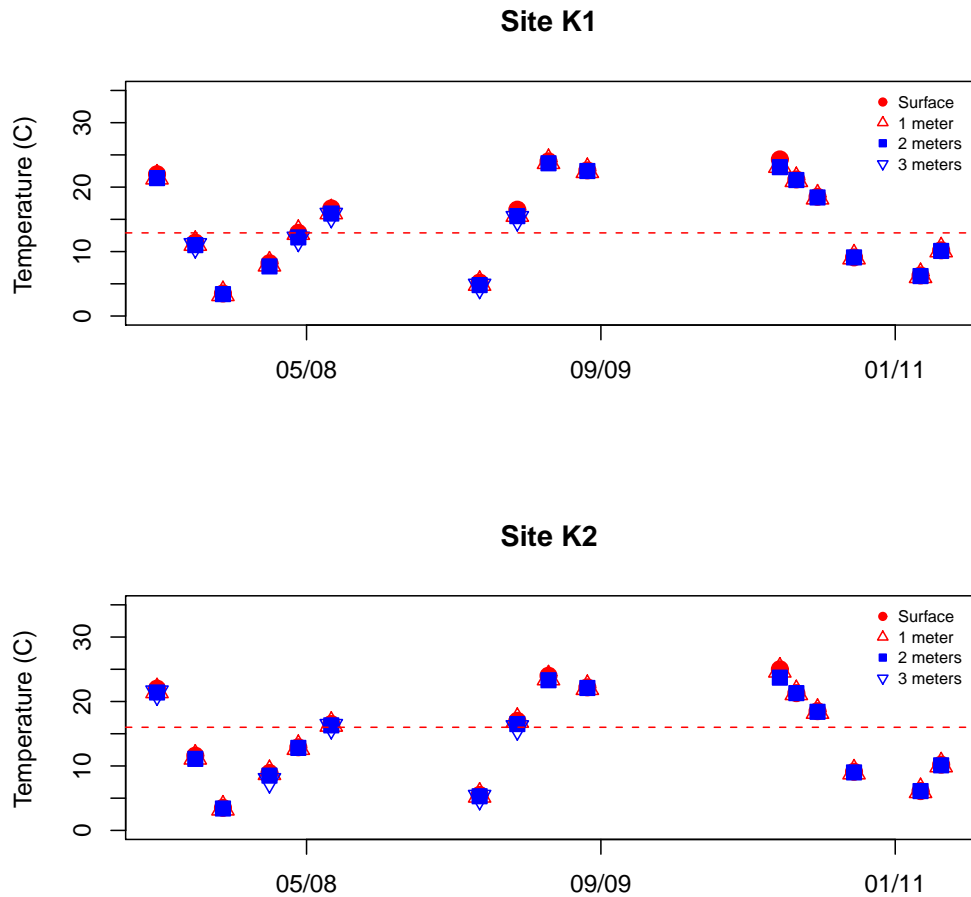 Site K1
Temperature (C)
30
20
10
0
Surface
1 meter
2 meters
3 meters
05/08
09/09
01/11
Site K2
Temperature (C)
30
20
10
0
Surface
1 meter
2 meters
3 meters
05/08
09/09
01/11